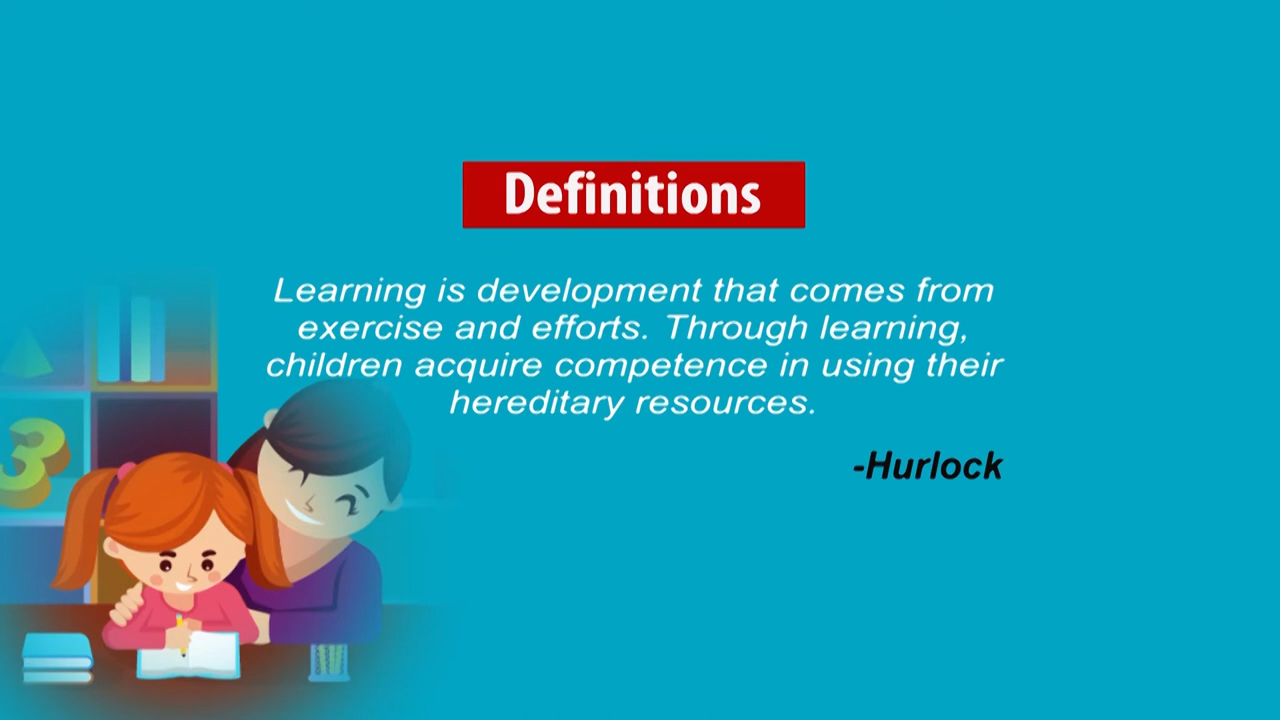 Definitions
Learning is development that comes from
exercise and efforts. Through learning,
children acquire competence in using their
hereditary resources.
-Hurlock
3